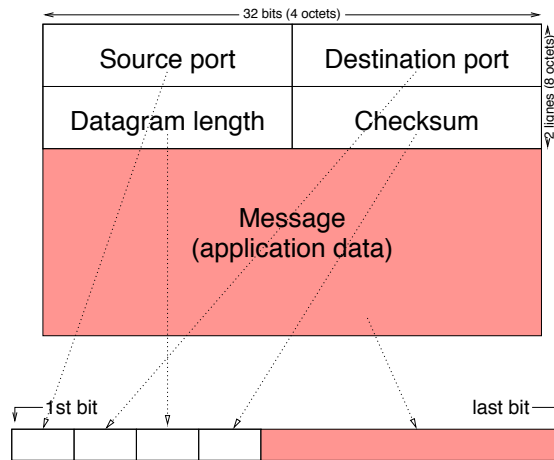 32 bits (4 octets)
Source port
Destination port
2 lignes (8 octets)
Datagram length
Checksum
Message
(application data)
1st bit
last bit